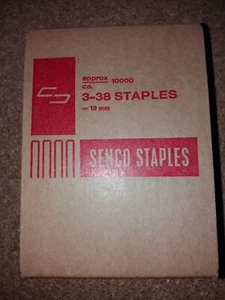 approx 10000
ca.
3-38 STAPLES
= 10 mm
SENCO STAPLES